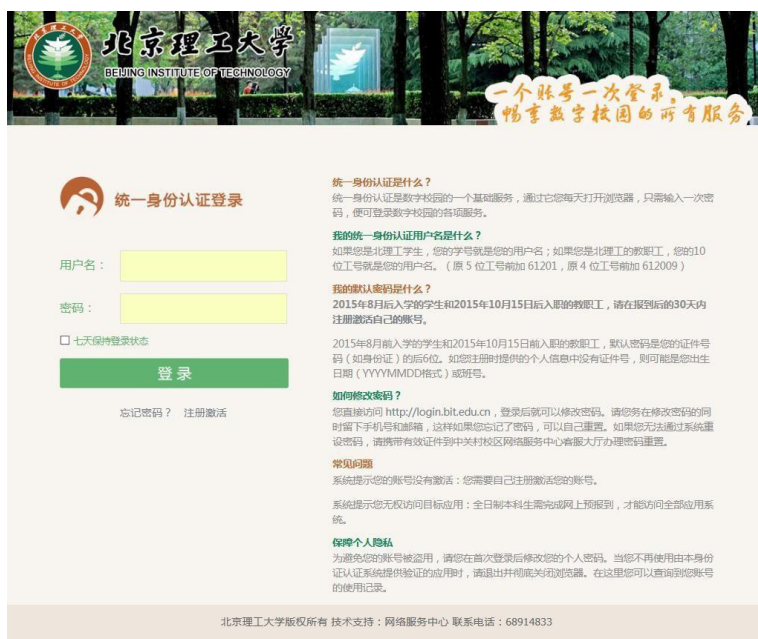 北京理工大学
BEIJING INSTITUTE OF TECHNOLOGY
一个账号一次登录,
畅享数字校园的所有服务
统一身份认证登录
用户名：
密码：
七天保持登录状态
登录
忘记密码？ 注册激活
统一身份认证是什么？
统一身份认证是数字校园的一个基础服务，通过它您每天打开浏览器，只需输入一次密
码，便可登录数字校园的各项服务。
我的统一身份认证用户名是什么？
如果您是北理工学生，您的学号就是您的用户名；如果您是北理工的教职工，您的10
位工号就是您的用户名。（原 5 位工号前加 61201，原 4 位工号前加 612009）
我的默认密码是什么？
2015年8月后入学的学生和2015年10月15日后入职的教职工，请在报到后的30天内
注册激活自己的账号。
2015年8月前入学的学生和2015年10月15日前入职的教职工，默认密码是您的证件号
码（如身份证）的后6位。如您注册时提供的个人信息中没有证件号，则可能是您出生
日期（YYYYMMDD格式）或班号。
如何修改密码？
您直接访问 http://login.bit.edu.cn，登录后就可以修改密码。请您务在修改密码的同
时留下手机号和邮箱，这样如果您忘记了密码，可以自己重置。如果您无法通过系统重
设密码，请携带有效证件到中关村校区网络服务中心客服大厅办理密码重置。
常见问题
系统提示您的账号没有激活：您需要自己注册激活您的账号。
系统提示您无权访问目标应用：全日制本科生需完成网上预报到，才能访问全部应用系
统。
保障个人隐私
为避免您的账号被盗用，请您在首次登录后修改您的个人密码。当您不再使用由本身份
证认证系统提供验证的应用时，请退出并彻底关闭浏览器。在这里您可以查询到您账号
的使用记录。
北京理工大学版权所有 技术支持：网络服务中心 联系电话：68914833